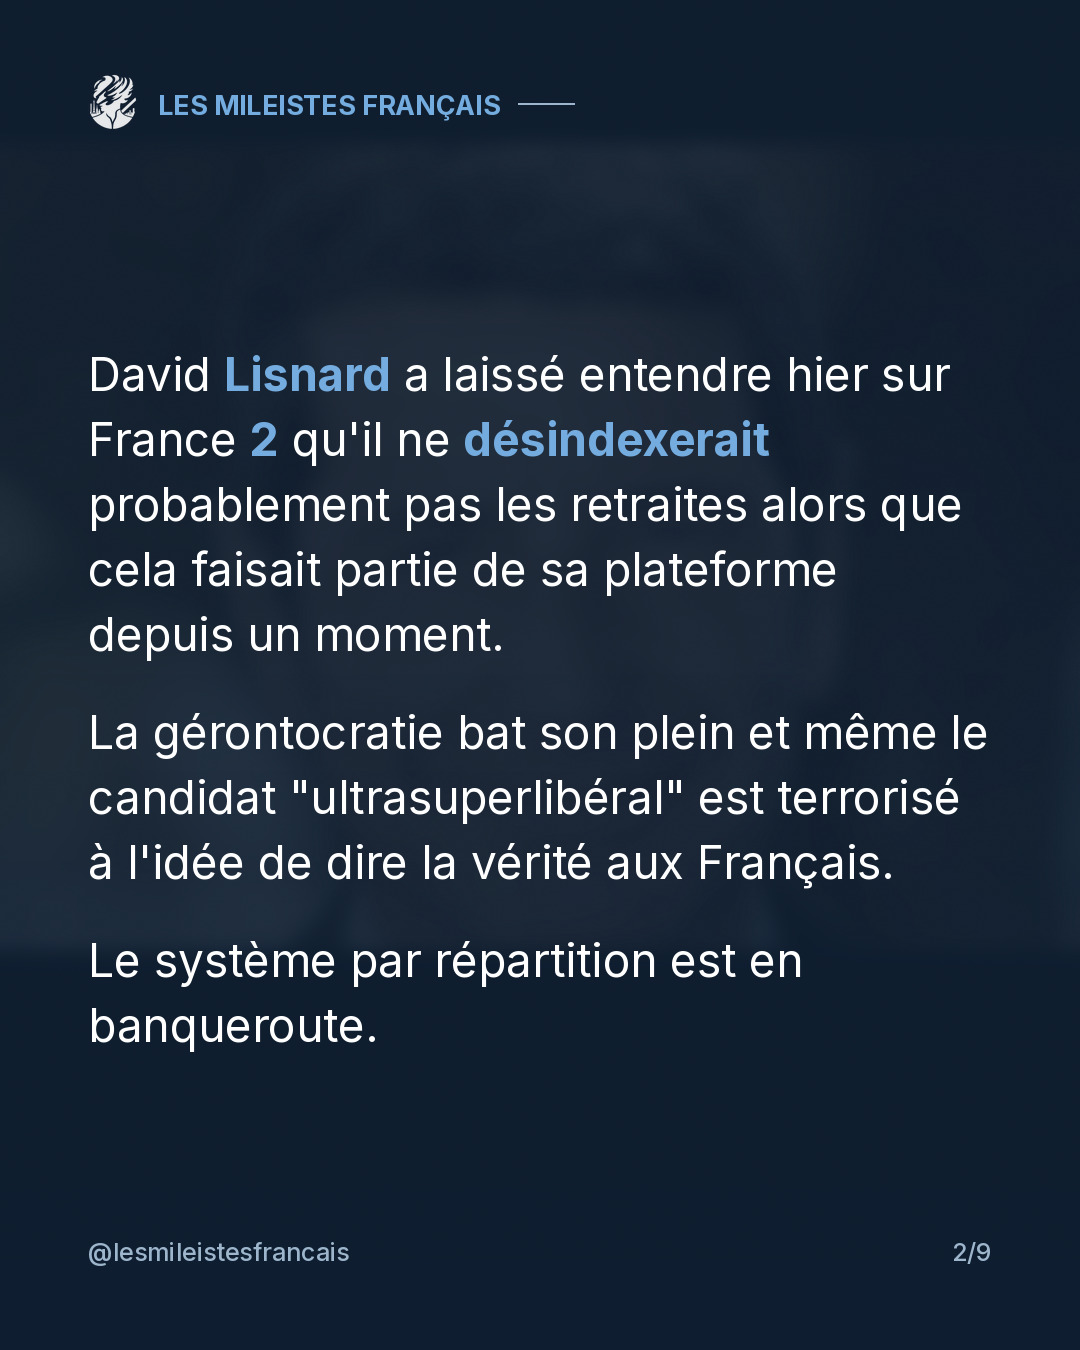 LES MILEISTES FRANÇAIS
David Lisnard a laissé entendre hier sur
France 2 qu'il ne désindexerait
probablement pas les retraites alors que
cela faisait partie de sa plateforme
depuis un moment.
La gérontocratie bat son plein et même le
candidat "ultrasuperlibéral" est terrorisé
à l'idée de dire la vérité aux Français.
Le système par répartition est en
banqueroute.
@lesmileistesfrancais
2/9